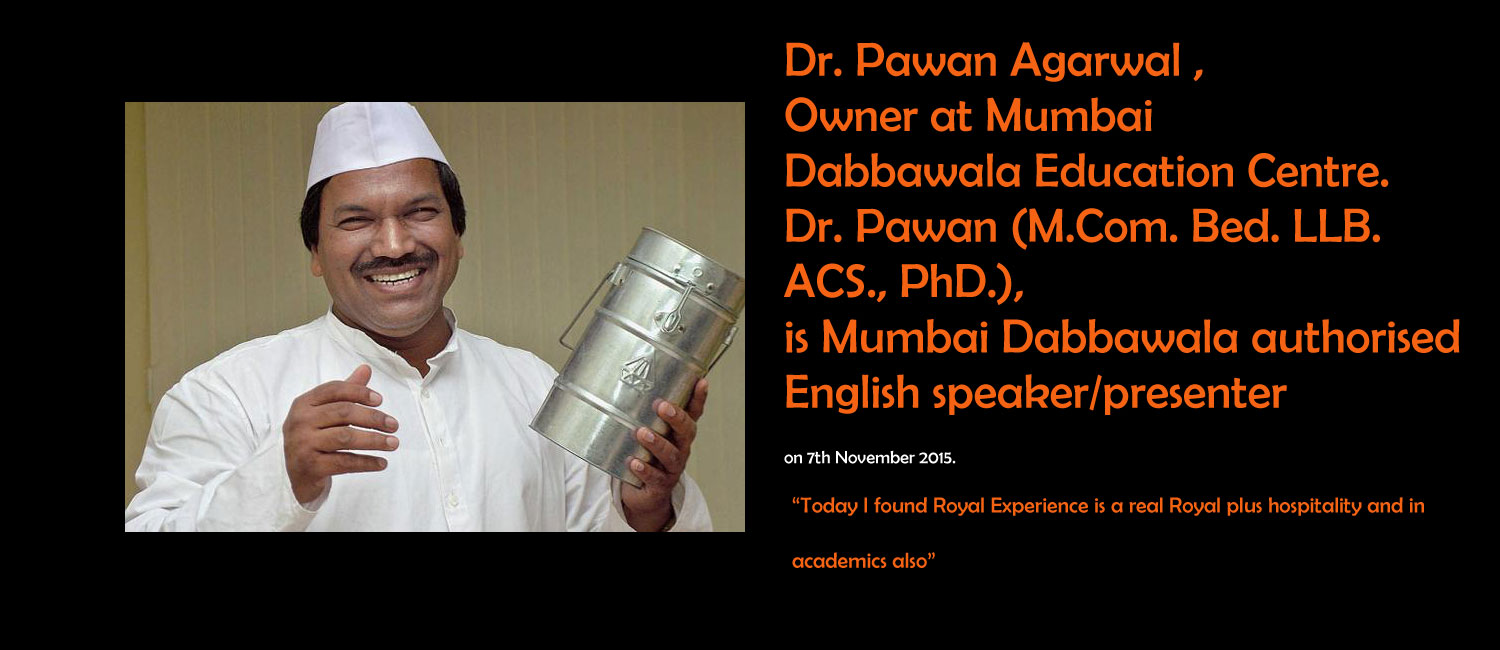 Dr. Pawan Agarwal ,
Owner at Mumbai
Dabbawala Education Centre.
Dr. Pawan (M.Com. Bed. LLB.
ACS., PhD.),
is Mumbai Dabbawala authorised
English speaker/presenter
on 7th November 2015.
“Today I found Royal Experience is a real Royal plus hospitality and in
academics also”